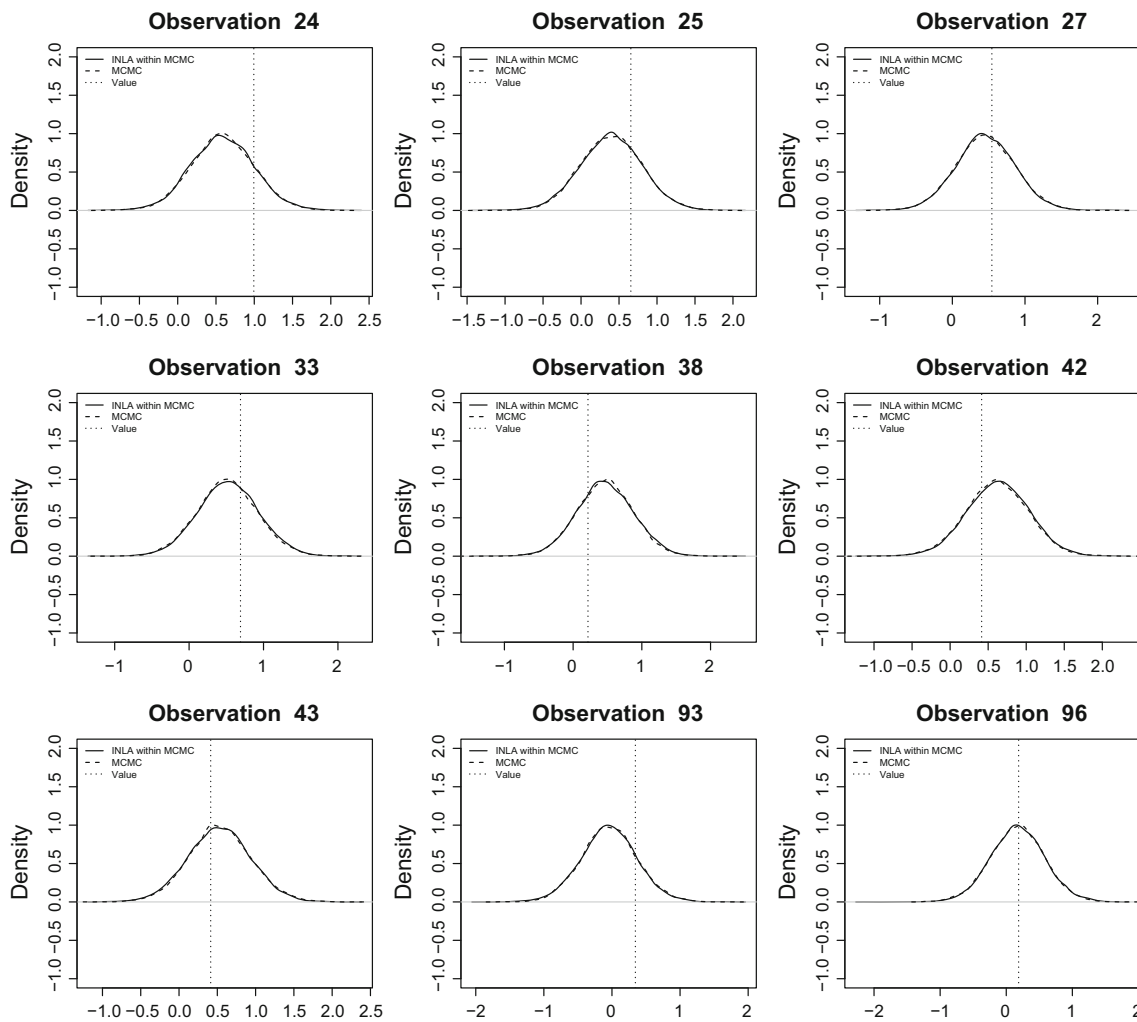 Observation 24
INLA within MCMC
MCMC
Value
Density
−1.0 −0.5 0.0 0.5 1.0 1.5 2.0
−1.0 −0.5 0.0 0.5 1.0 1.5 2.0 2.5
Observation 25
INLA within MCMC
MCMC
Value
Density
−1.0 −0.5 0.0 0.5 1.0 1.5 2.0
−1.5 −1.0 −0.5 0.0 0.5 1.0 1.5 2.0
Observation 27
INLA within MCMC
MCMC
Value
Density
−1.0 −0.5 0.0 0.5 1.0 1.5 2.0
−1 0 1 2
Observation 33
INLA within MCMC
MCMC
Value
Density
−1.0 −0.5 0.0 0.5 1.0 1.5 2.0
−1 0 1 2
Observation 38
INLA within MCMC
MCMC
Value
Density
−1.0 −0.5 0.0 0.5 1.0 1.5 2.0
−1 0 1 2
Observation 42
INLA within MCMC
MCMC
Value
Density
−1.0 −0.5 0.0 0.5 1.0 1.5 2.0
−1.0 −0.5 0.0 0.5 1.0 1.5 2.0
Observation 43
INLA within MCMC
MCMC
Value
Density
−1.0 −0.5 0.0 0.5 1.0 1.5 2.0
−1.0 −0.5 0.0 0.5 1.0 1.5 2.0 2.5
Observation 93
INLA within MCMC
MCMC
Value
Density
−1.0 −0.5 0.0 0.5 1.0 1.5 2.0
−2 −1 0 1 2
Observation 96
INLA within MCMC
MCMC
Value
Density
−1.0 −0.5 0.0 0.5 1.0 1.5 2.0
−2 −1 0 1 2